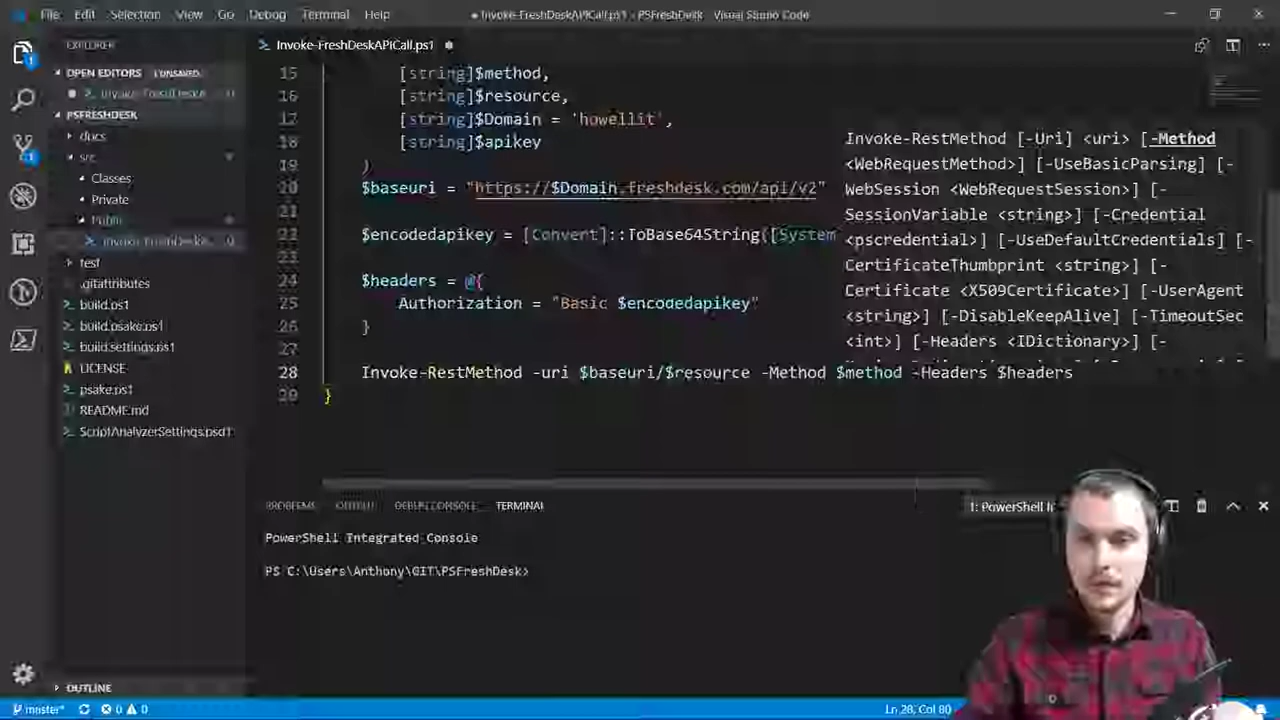 File Edit Selection View Go Debug Terminal Help
Invoke-FreshDeskAPICall.ps1 - PSFreshDesk - Visual Studio Code
EXPLORER
OPEN EDITORS 1 UNSAVED
PSFRESHDESK
docs
src
Classes
Private
Public
Invoke-FreshDeskA...
test
.gitattributes
build.ps1
build.psake.ps1
build.settings.ps1
LICENSE
psake.ps1
README.md
ScriptAnalyzerSettings.psd1
OUTLINE
Invoke-FreshDeskAPICall.ps1
15 [string]$method,
16 [string]$resource,
17 [string]$Domain = 'howellit',
18 [string]$apikey
19 )
20 $baseuri = "https://$Domain.freshdesk.com/api/v2"
21
22 $encodedapikey = [Convert]::ToBase64String([System
23
24 $headers = @{
25 Authorization = "Basic $encodedapikey"
26 }
27
28 Invoke-RestMethod -uri $baseuri/$resource -Method $method -Headers $headers
29 }
Invoke-RestMethod [-Uri] <uri> [-Method
<WebRequestMethod>] [-UseBasicParsing] [-
WebSession <WebRequestSession>] [-
SessionVariable <string>] [-Credential
<pscredential>] [-UseDefaultCredentials] [-
CertificateThumbprint <string>] [-
Certificate <X509Certificate>] [-UserAgent
<string>] [-DisableKeepAlive] [-TimeoutSec
<int>] [-Headers <IDictionary>] [-
PROBLEMS OUTPUT DEBUG CONSOLE TERMINAL
1: PowerShell In
PowerShell Integrated Console
PS C:\Users\Anthony\GIT\PSFreshDesk>
master* 0 0
Ln 28, Col 80